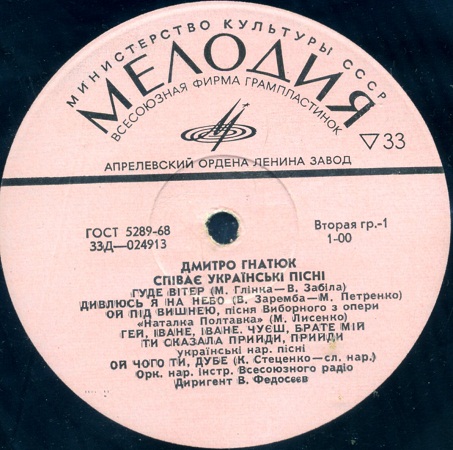 МИНИСТЕРСТВО КУЛЬТУРЫ СССР
МЕЛОДИЯ
ВСЕСОЮЗНАЯ ФИРМА ГРАМПЛАСТИНОК
▽33
АПРЕЛЕВСКИЙ ОРДЕНА ЛЕНИНА ЗАВОД
ГОСТ 5289-68
33Д—024913
Вторая гр.-1
1-00
ДМИТРО ГНАТЮК
СПІВАЄ УКРАЇНСЬКІ ПІСНІ
ГУДЕ ВІТЕР (М. Глінка—В. Забіла)
ДИВЛЮСЬ Я НА НЕБО (В. Заремба—М. Петренко)
ОЙ ПІД ВИШНЕЮ, пісня Виборного з опери
«Наталка Полтавка» (М. Лисенко)
ГЕЙ, ІВАНЕ, ІВАНЕ. ЧУЄШ, БРАТЕ МІЙ
ТИ СКАЗАЛА ПРИЙДИ, ПРИЙДИ
українські нар. пісні
ОЙ ЧОГО ТИ, ДУБЕ (К. Стеценко—сл. нар.)
Орк. нар. інстр. Всесоюзного радіо
Диригент В. Федосєєв